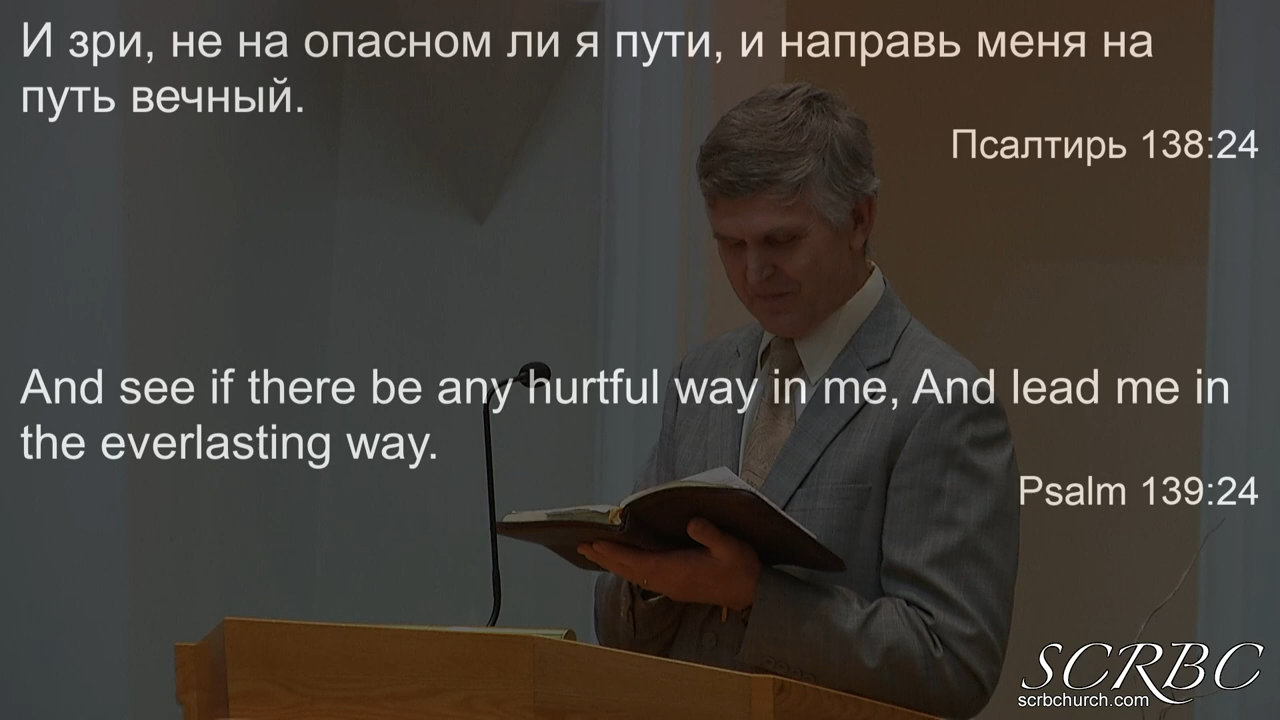 И зри, не на опасном ли я пути, и направь меня на
путь вечный.
Псалтирь 138:24
And see if there be any hurtful way in me, And lead me in
the everlasting way.
Psalm 139:24
SCRBC
scrbchurch.com